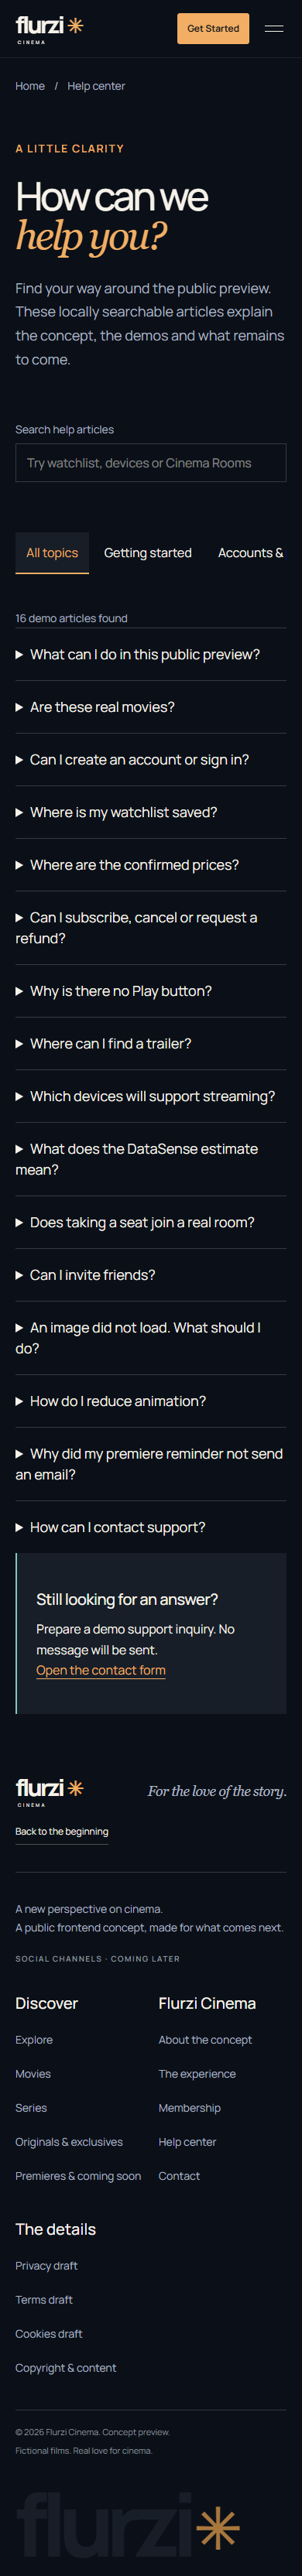 flurzi
CINEMA
Get Started
Home / Help center
A LITTLE CLARITY
How can we
help you?
Find your way around the public preview.
These locally searchable articles explain
the concept, the demos and what remains
to come.
Search help articles
Try watchlist, devices or Cinema Rooms
All topics Getting started Accounts &
16 demo articles found
What can I do in this public preview?
Are these real movies?
Can I create an account or sign in?
Where is my watchlist saved?
Where are the confirmed prices?
Can I subscribe, cancel or request a
refund?
Why is there no Play button?
Where can I find a trailer?
Which devices will support streaming?
What does the DataSense estimate
mean?
Does taking a seat join a real room?
Can I invite friends?
An image did not load. What should I
do?
How do I reduce animation?
Why did my premiere reminder not send
an email?
How can I contact support?
Still looking for an answer?
Prepare a demo support inquiry. No
message will be sent.
Open the contact form
flurzi
CINEMA
For the love of the story.
Back to the beginning
A new perspective on cinema.
A public frontend concept, made for what comes next.
SOCIAL CHANNELS · COMING LATER
Discover
Explore
Movies
Series
Originals & exclusives
Premieres & coming soon
Flurzi Cinema
About the concept
The experience
Membership
Help center
Contact
The details
Privacy draft
Terms draft
Cookies draft
Copyright & content
© 2026 Flurzi Cinema. Concept preview.
Fictional films. Real love for cinema.
flurzi